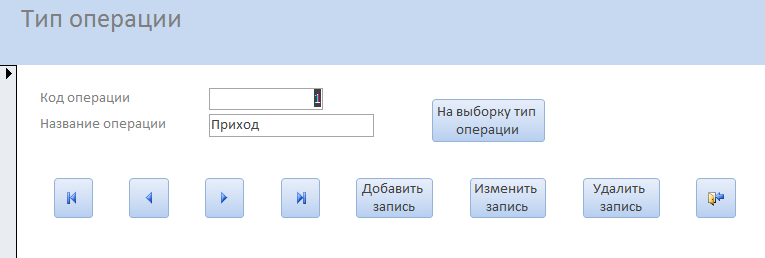 Тип операции
Код операции 1
Название операции Приход
На выборку тип
операции
Добавить
запись
Изменить
запись
Удалить
запись